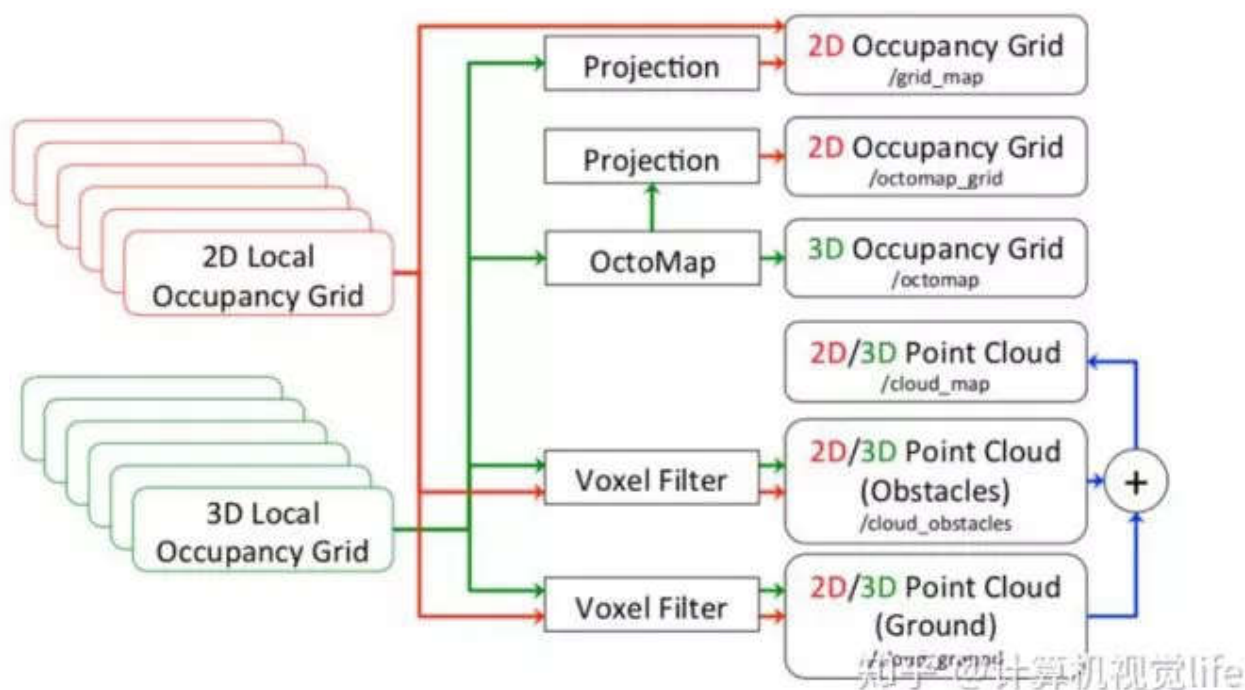 2D Local
Occupancy Grid
3D Local
Occupancy Grid
Projection
2D Occupancy Grid
/grid_map
Projection
2D Occupancy Grid
/octomap_grid
OctoMap
3D Occupancy Grid
/octomap
2D/3D Point Cloud
/cloud_map
Voxel Filter
2D/3D Point Cloud
(Obstacles)
/cloud_obstacles
+
Voxel Filter
2D/3D Point Cloud
(Ground)
/cloud_ground
知乎 @计算机视觉life